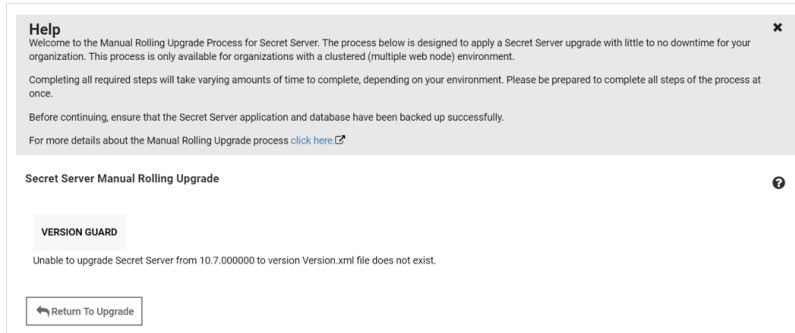 Help
Welcome to the Manual Rolling Upgrade Process for Secret Server. The process below is designed to apply a Secret Server upgrade with little to no downtime for your
organization. This process is only available for organizations with a clustered (multiple web node) environment.
Completing all required steps will take varying amounts of time to complete, depending on your environment. Please be prepared to complete all steps of the process at
once.
Before continuing, ensure that the Secret Server application and database have been backed up successfully.
For more details about the Manual Rolling Upgrade process click here.
Secret Server Manual Rolling Upgrade
VERSION GUARD
Unable to upgrade Secret Server from 10.7.000000 to version Version.xml file does not exist.
Return To Upgrade